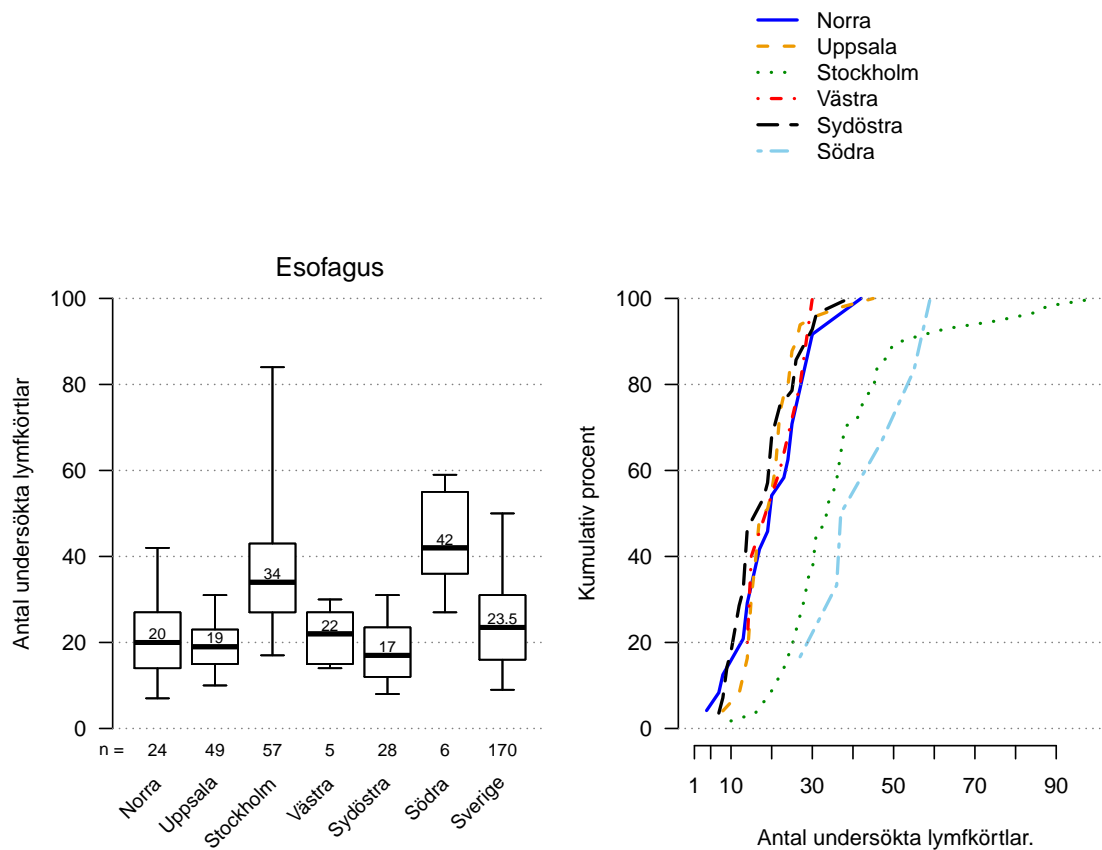 Norra
Uppsala
Stockholm
Västra
Sydöstra
Södra
Esofagus
Antal undersökta lymfkörtlar
100
80
60
40
20
0
20
19
34
22
17
42
23.5
n = 24 49 57 5 28 6 170
Norra Uppsala Stockholm Västra Sydöstra Södra Sverige
Kumulativ procent
100
80
60
40
20
0
1 10 30 50 70 90
Antal undersökta lymfkörtlar.